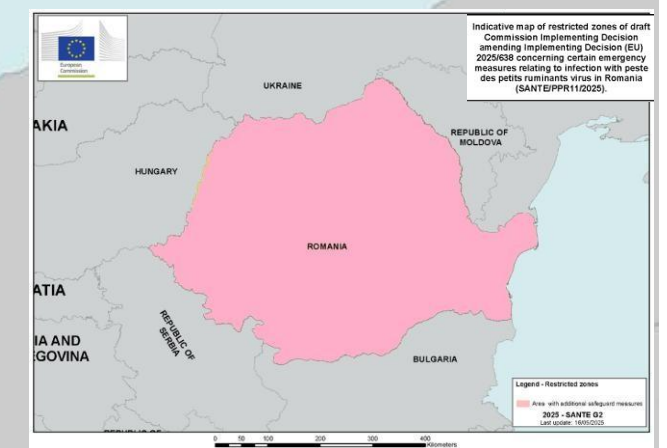 European
Commission
Indicative map of restricted zones of draft
Commission Implementing Decision
amending Implementing Decision (EU)
2025/638 concerning certain emergency
measures relating to infection with peste
des petits ruminants virus in Romania
(SANTE/PPR11/2025).
UKRAINE
AKIA
REPUBLIC OF
MOLDOVA
HUNGARY
ROMANIA
ATIA
REPUBLIC OF
SERBIA
IA AND
GOVINA
BULGARIA
Legend - Restricted zones
Area with additional safeguard measures
2025 - SANTE G2
Last update: 16/05/2025
0 50 100 200 300 400
Kilometers